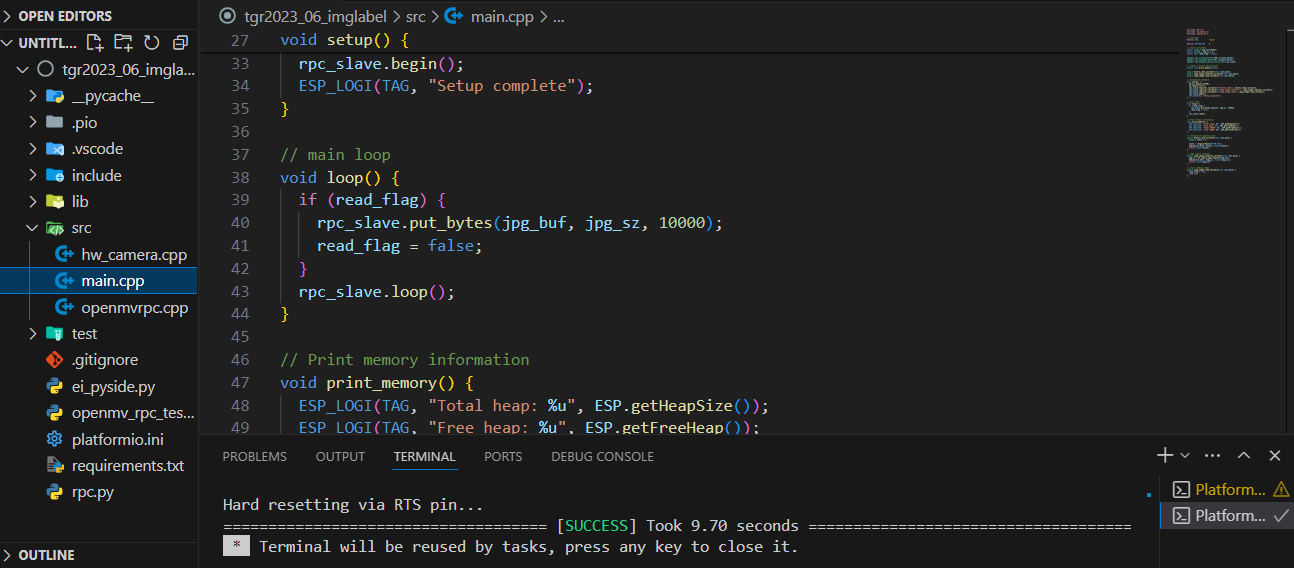 OPEN EDITORS
UNTITL...
tgr2023_06_imgla...
__pycache__
.pio
.vscode
include
lib
src
hw_camera.cpp
main.cpp
openmvrpc.cpp
test
.gitignore
ei_pyside.py
openmv_rpc_tes...
platformio.ini
requirements.txt
rpc.py
OUTLINE
tgr2023_06_imglabel > src > main.cpp > ...
27 void setup() {
33 rpc_slave.begin();
34 ESP_LOGI(TAG, "Setup complete");
35 }
36
37 // main loop
38 void loop() {
39 if (read_flag) {
40 rpc_slave.put_bytes(jpg_buf, jpg_sz, 10000);
41 read_flag = false;
42 }
43 rpc_slave.loop();
44 }
45
46 // Print memory information
47 void print_memory() {
48 ESP_LOGI(TAG, "Total heap: %u", ESP.getHeapSize());
49 ESP_LOGI(TAG, "Free heap: %u", ESP.getFreeHeap());
PROBLEMS OUTPUT TERMINAL PORTS DEBUG CONSOLE
Hard resetting via RTS pin...
==================================== [SUCCESS] Took 9.70 seconds ====================================
* Terminal will be reused by tasks, press any key to close it.
Platform...
Platform...